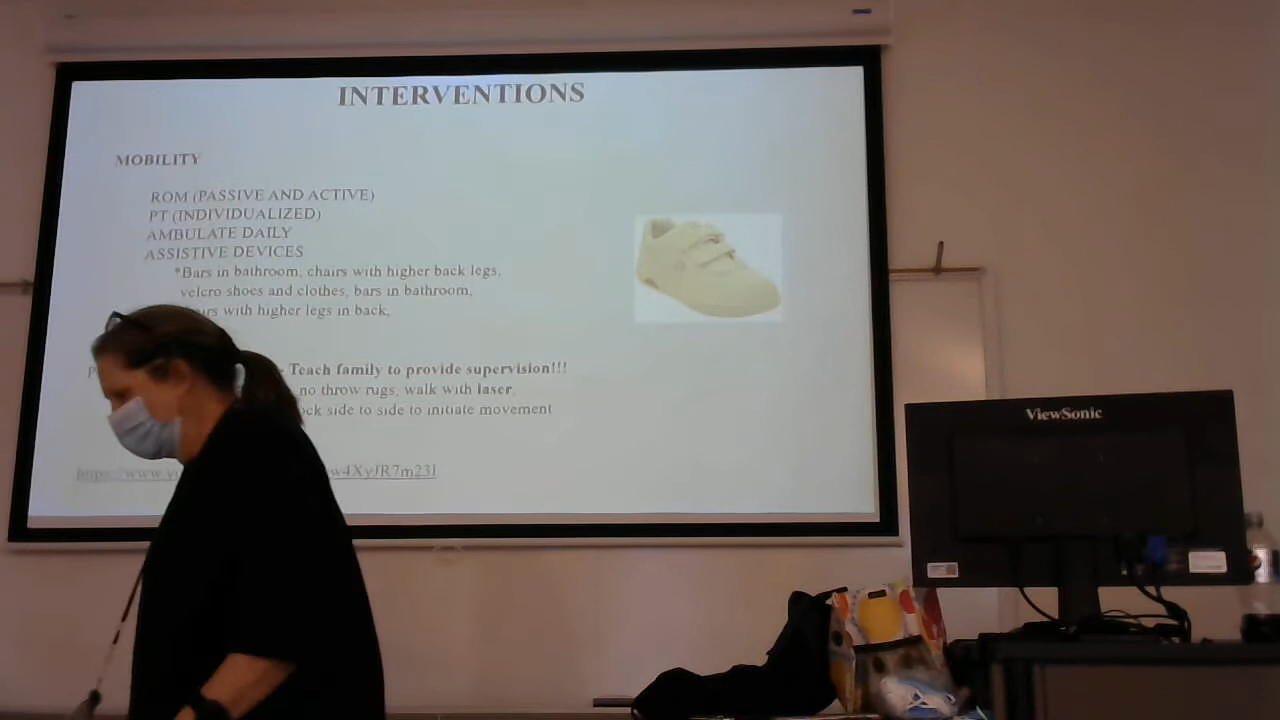 INTERVENTIONS
MOBILITY
ROM (PASSIVE AND ACTIVE)
PT (INDIVIDUALIZED)
AMBULATE DAILY
ASSISTIVE DEVICES
*Bars in bathroom, chairs with higher back legs,
velcro shoes and clothes, bars in bathroom,
with higher legs in back,
Teach family to provide supervision!!!
no throw rugs, walk with laser,
side to side to initiate movement
https://www.
ViewSonic